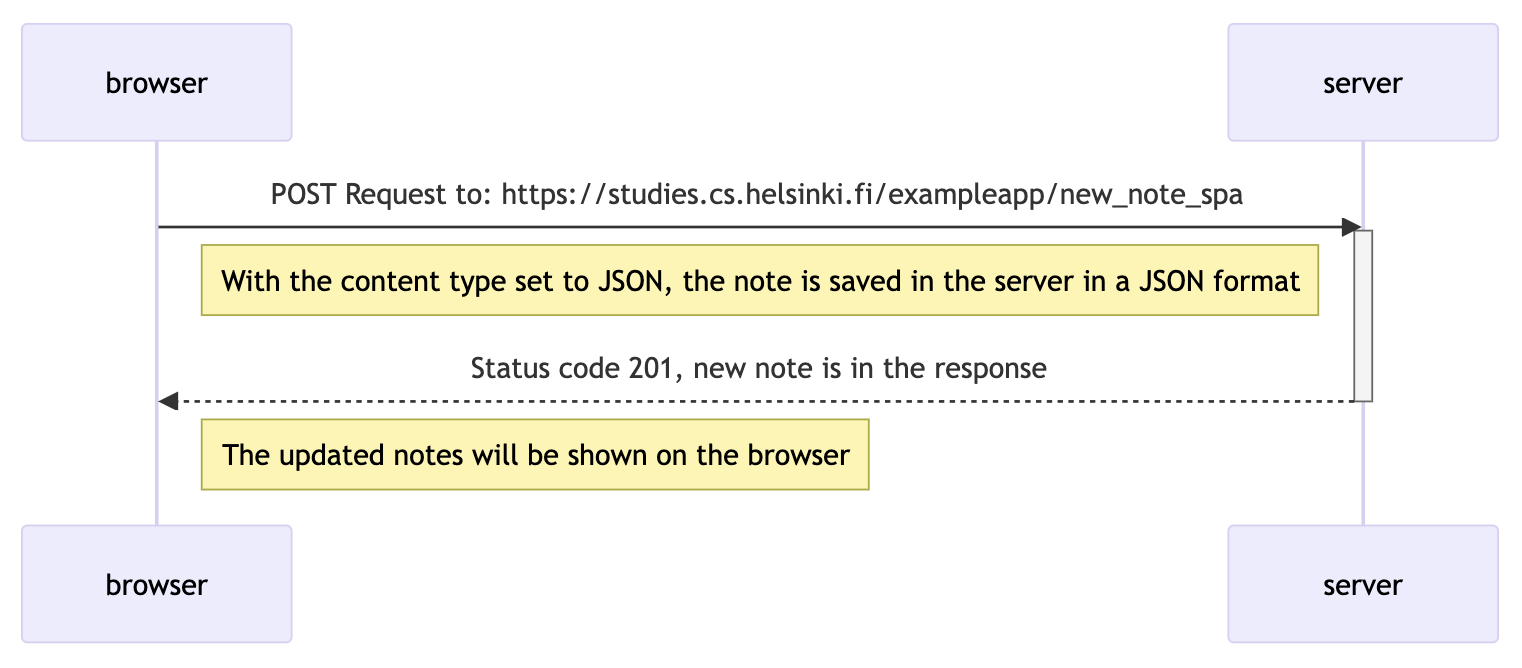 browser
server
POST Request to: https://studies.cs.helsinki.fi/exampleapp/new_note_spa
With the content type set to JSON, the note is saved in the server in a JSON format
Status code 201, new note is in the response
The updated notes will be shown on the browser
browser
server